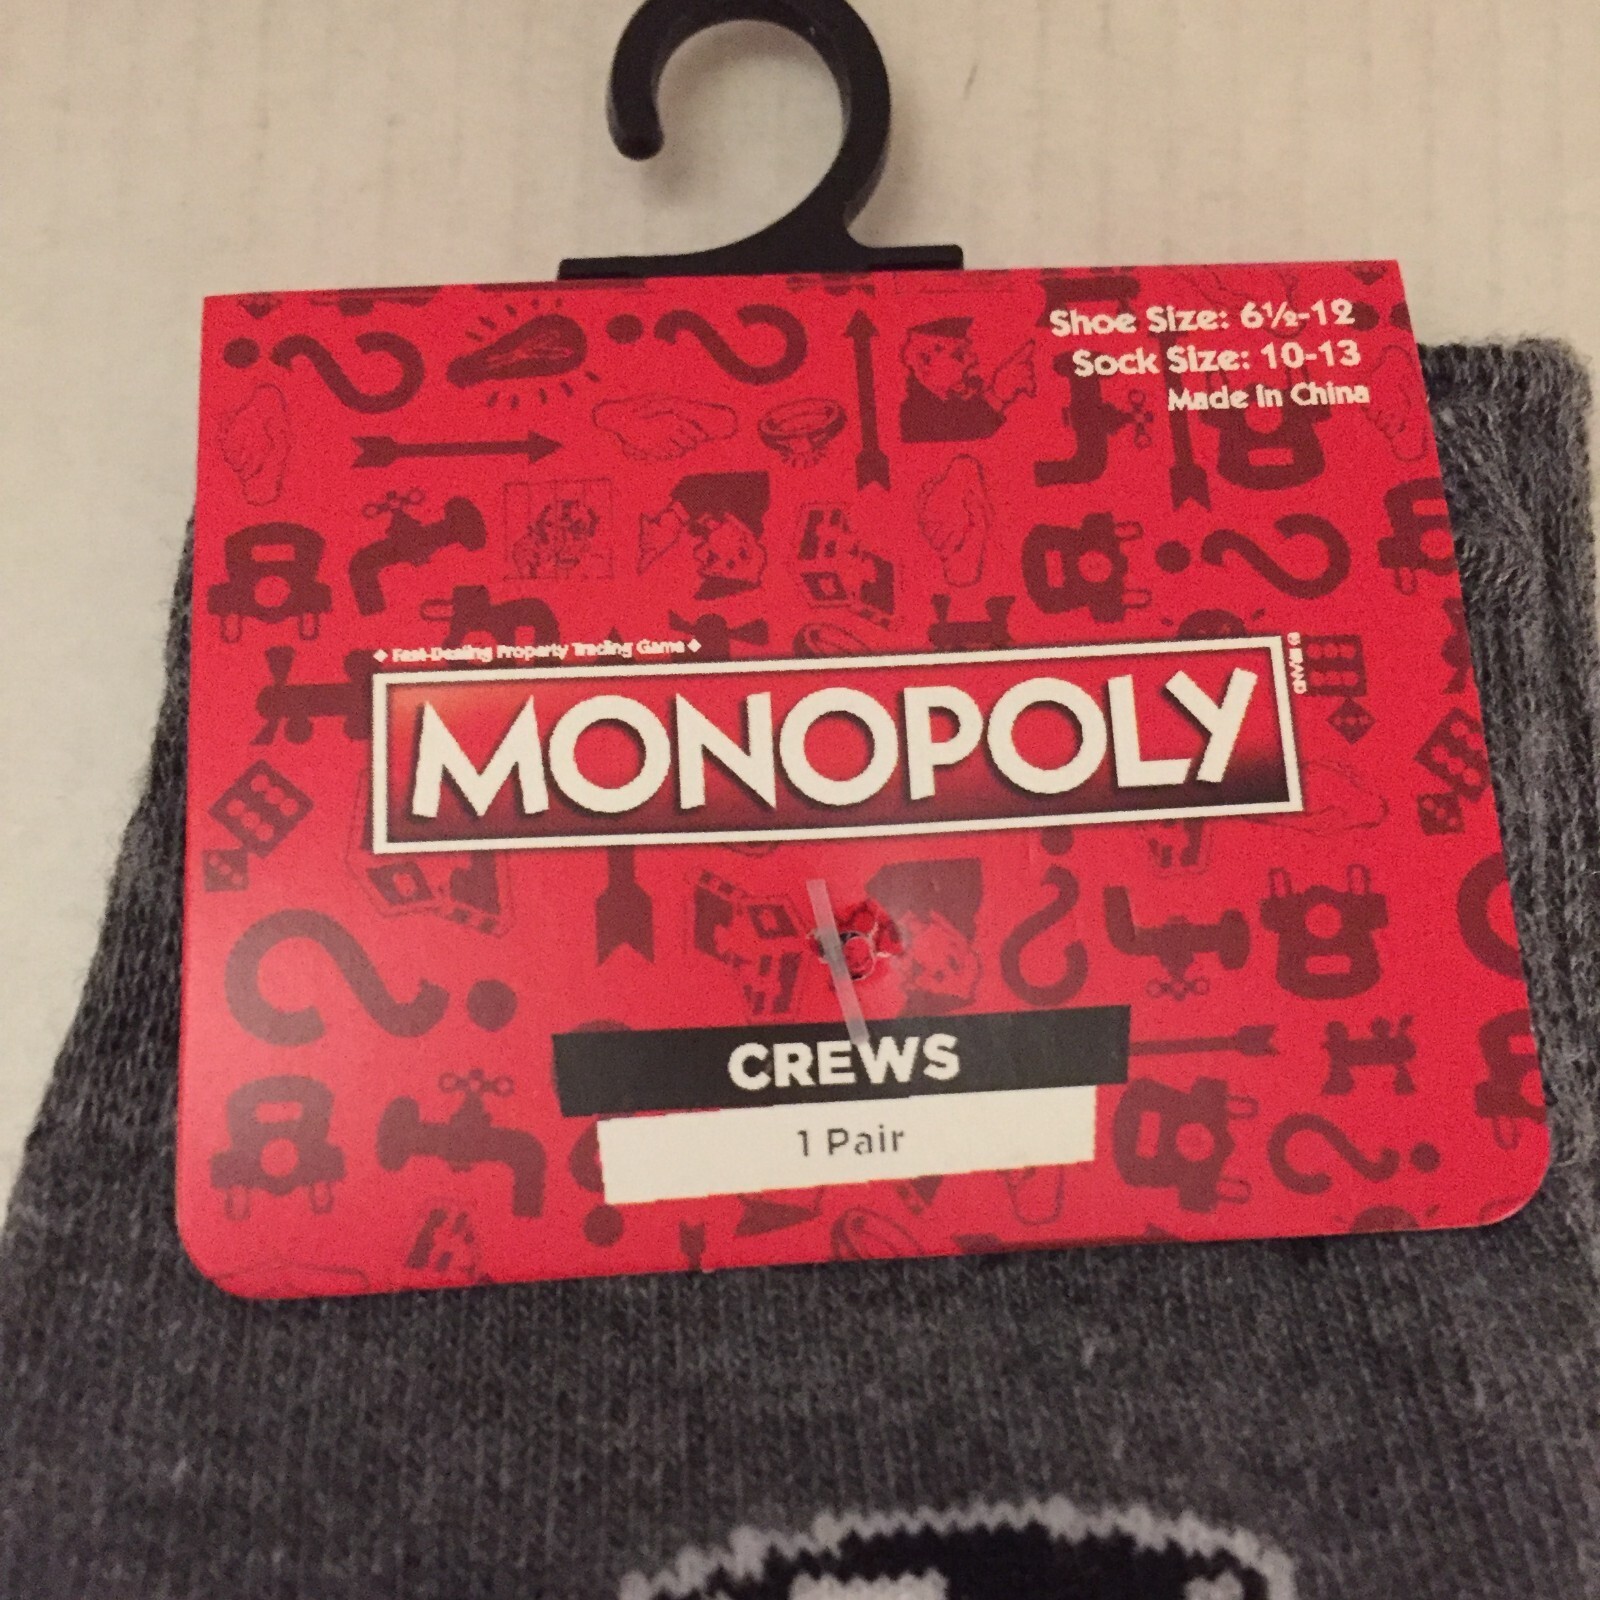 Shoe Size: 6½-12
Sock Size: 10-13
Made in China
◆ Fast-Dealing Property Trading Game ◆
MONOPOLY
BRAND
CREWS
1 Pair